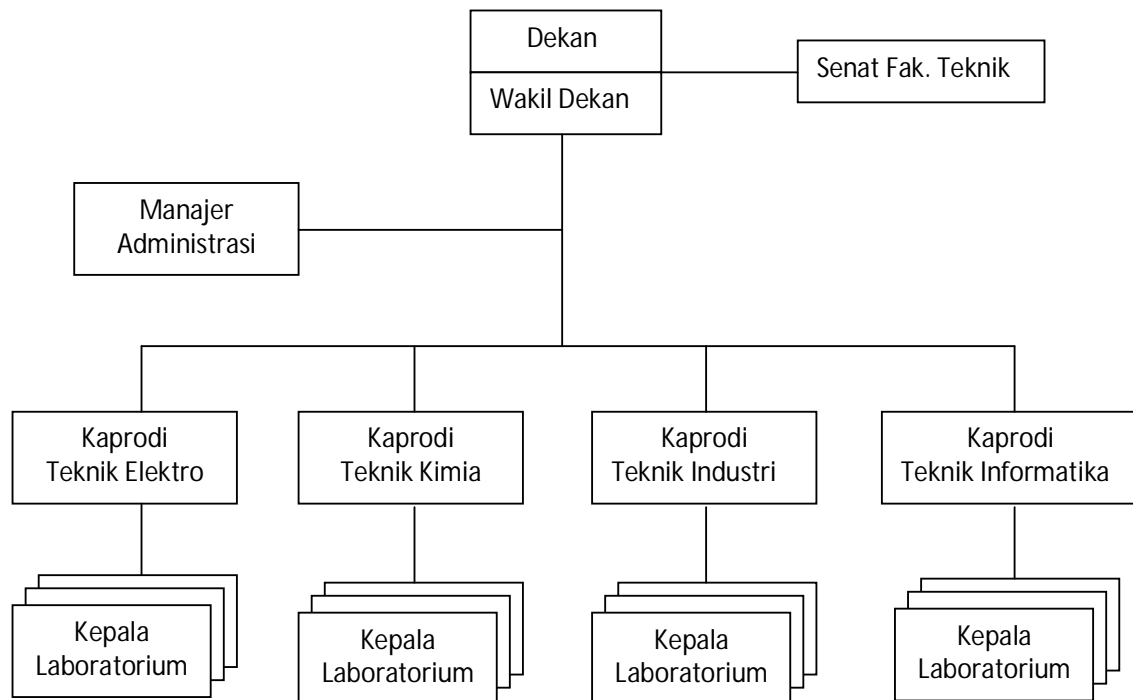 Dekan
Senat Fak. Teknik
Wakil Dekan
Manajer
Administrasi
Kaprodi
Teknik Elektro
Kaprodi
Teknik Kimia
Kaprodi
Teknik Industri
Kaprodi
Teknik Informatika
Kepala
Laboratorium
Kepala
Laboratorium
Kepala
Laboratorium
Kepala
Laboratorium